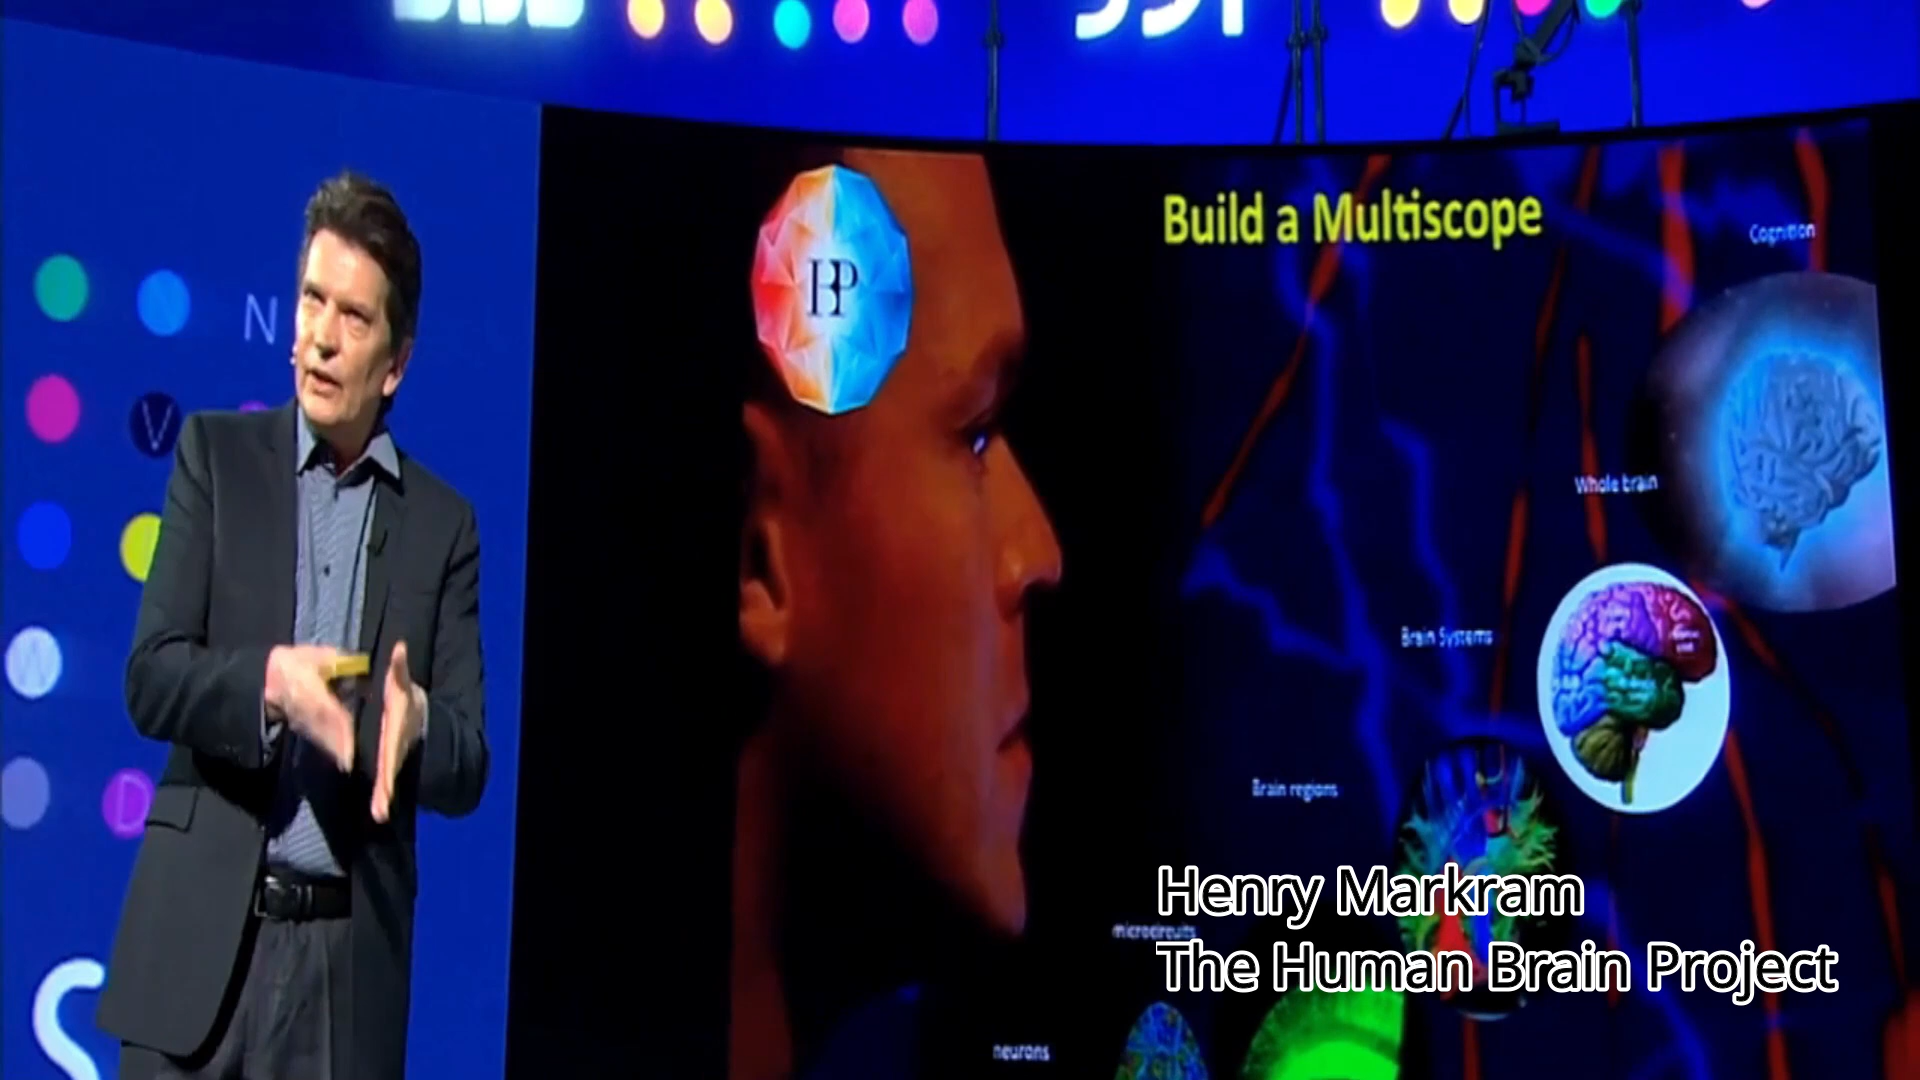 Build a Multiscope
Cognition
Whole brain
Brain Systems
Brain regions
microcircuits
neurons
HBP
N
V
W
D
S
Henry Markram
The Human Brain Project